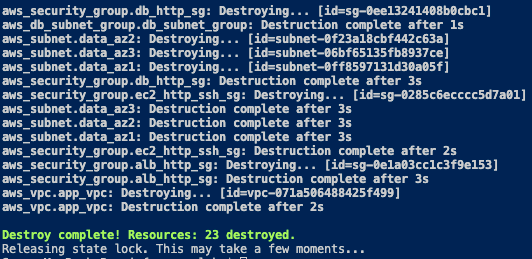 aws_security_group.db_http_sg: Destroying... [id=sg-0ee13241408b0cbc1]
aws_db_subnet_group.db_subnet_group: Destruction complete after 1s
aws_subnet.data_az2: Destroying... [id=subnet-0f23a18cbf442c63a]
aws_subnet.data_az3: Destroying... [id=subnet-06bf65135fb8937ce]
aws_subnet.data_az1: Destroying... [id=subnet-0ff8597131d30a05f]
aws_security_group.db_http_sg: Destruction complete after 3s
aws_security_group.ec2_http_ssh_sg: Destroying... [id=sg-0285c6ecccc5d7a01]
aws_subnet.data_az3: Destruction complete after 3s
aws_subnet.data_az2: Destruction complete after 3s
aws_subnet.data_az1: Destruction complete after 3s
aws_security_group.ec2_http_ssh_sg: Destruction complete after 2s
aws_security_group.alb_http_sg: Destroying... [id=sg-0e1a03cc1c3f9e153]
aws_security_group.alb_http_sg: Destruction complete after 3s
aws_vpc.app_vpc: Destroying... [id=vpc-071a506488425f499]
aws_vpc.app_vpc: Destruction complete after 2s
Destroy complete! Resources: 23 destroyed.
Releasing state lock. This may take a few moments...